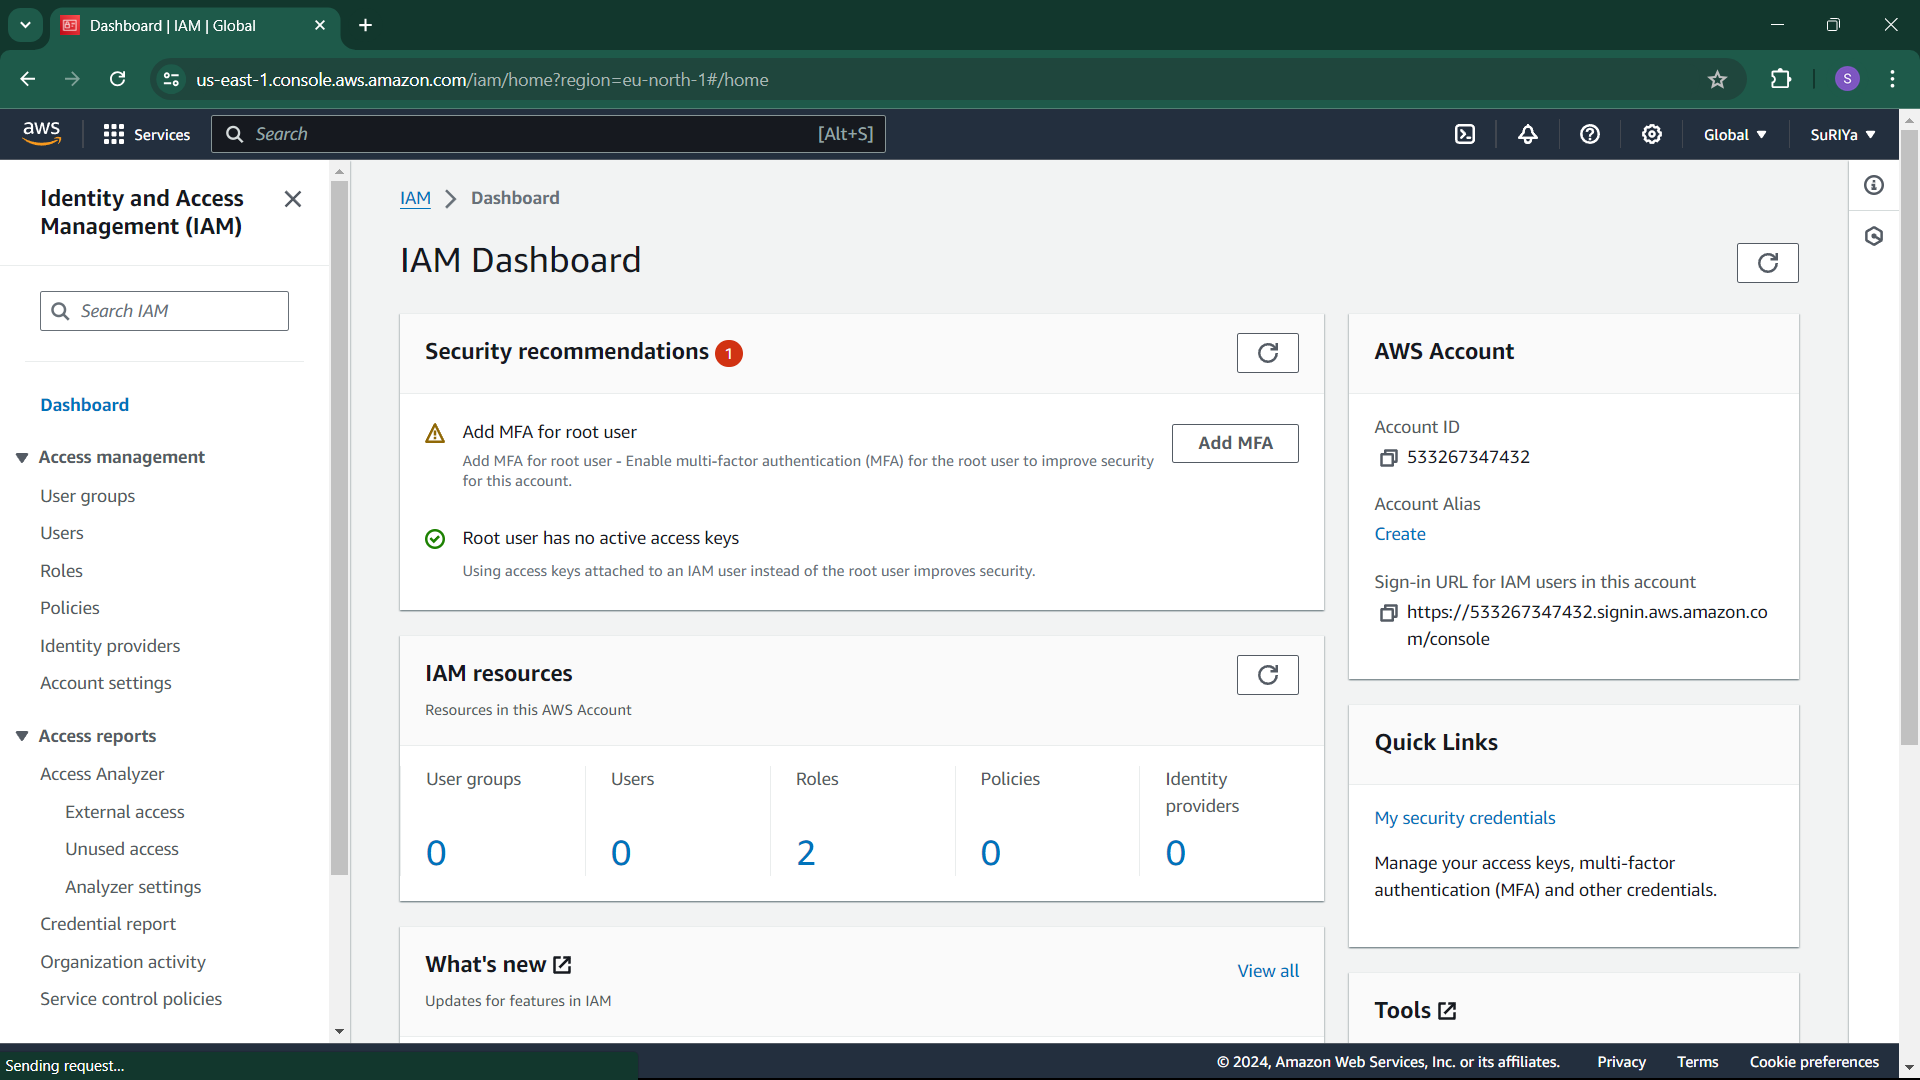 Dashboard | IAM | Global
us-east-1.console.aws.amazon.com/iam/home?region=eu-north-1#/home
S
aws
Services
Search
[Alt+S]
Global
SuRIYa
Identity and Access
Management (IAM)
Search IAM
Dashboard
Access management
User groups
Users
Roles
Policies
Identity providers
Account settings
Access reports
Access Analyzer
External access
Unused access
Analyzer settings
Credential report
Organization activity
Service control policies
IAM
Dashboard
IAM Dashboard
Security recommendations 1
Add MFA for root user
Add MFA for root user - Enable multi-factor authentication (MFA) for the root user to improve security
for this account.
Add MFA
Root user has no active access keys
Using access keys attached to an IAM user instead of the root user improves security.
IAM resources
Resources in this AWS Account
User groups
0
Users
0
Roles
2
Policies
0
Identity
providers
0
What's new
Updates for features in IAM
View all
AWS Account
Account ID
533267347432
Account Alias
Create
Sign-in URL for IAM users in this account
https://533267347432.signin.aws.amazon.co
m/console
Quick Links
My security credentials
Manage your access keys, multi-factor
authentication (MFA) and other credentials.
Tools
Sending request...
© 2024, Amazon Web Services, Inc. or its affiliates.
Privacy
Terms
Cookie preferences